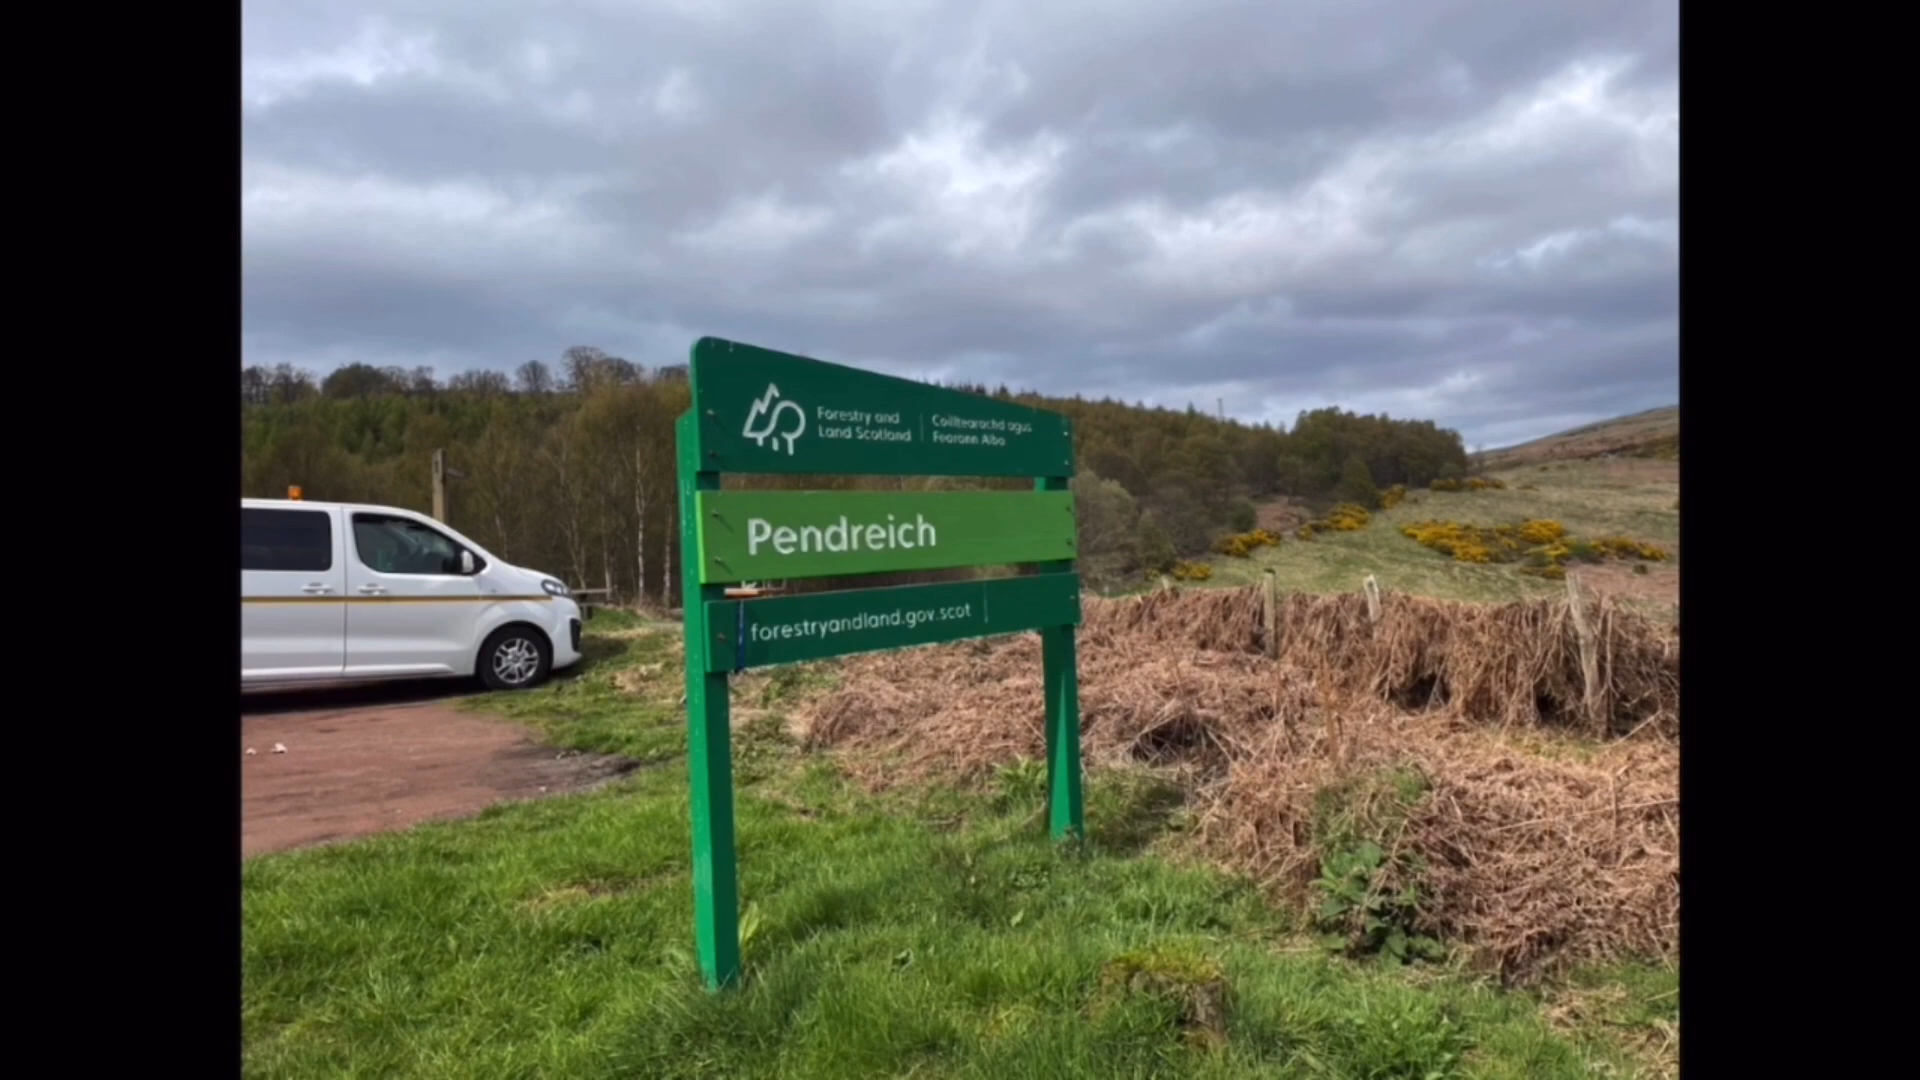 Forestry and
Land Scotland
Coilltearachd agus
Fearann Alba
Pendreich
forestryandland.gov.scot